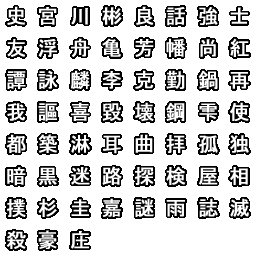 史宮川彬良話強士
友浮舟亀芳幡尚紅
譚詠麟李克勤鍋再
我謳喜毀壊鋼雫使
都築淋耳曲拝孤独
暗黒迷路探検屋相
撲杉圭嘉謎雨誌滅
殺豪庄